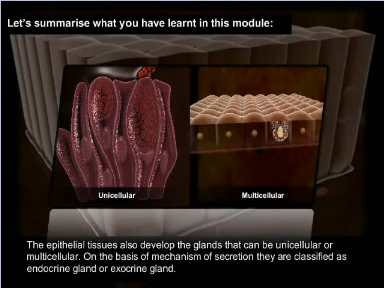 Let's summarise what you have learnt in this module:
Unicellular
Multicellular
The epithelial tissues also develop the glands that can be unicellular or
multicellular. On the basis of mechanism of secretion they are classified as
endocrine gland or exocrine gland.